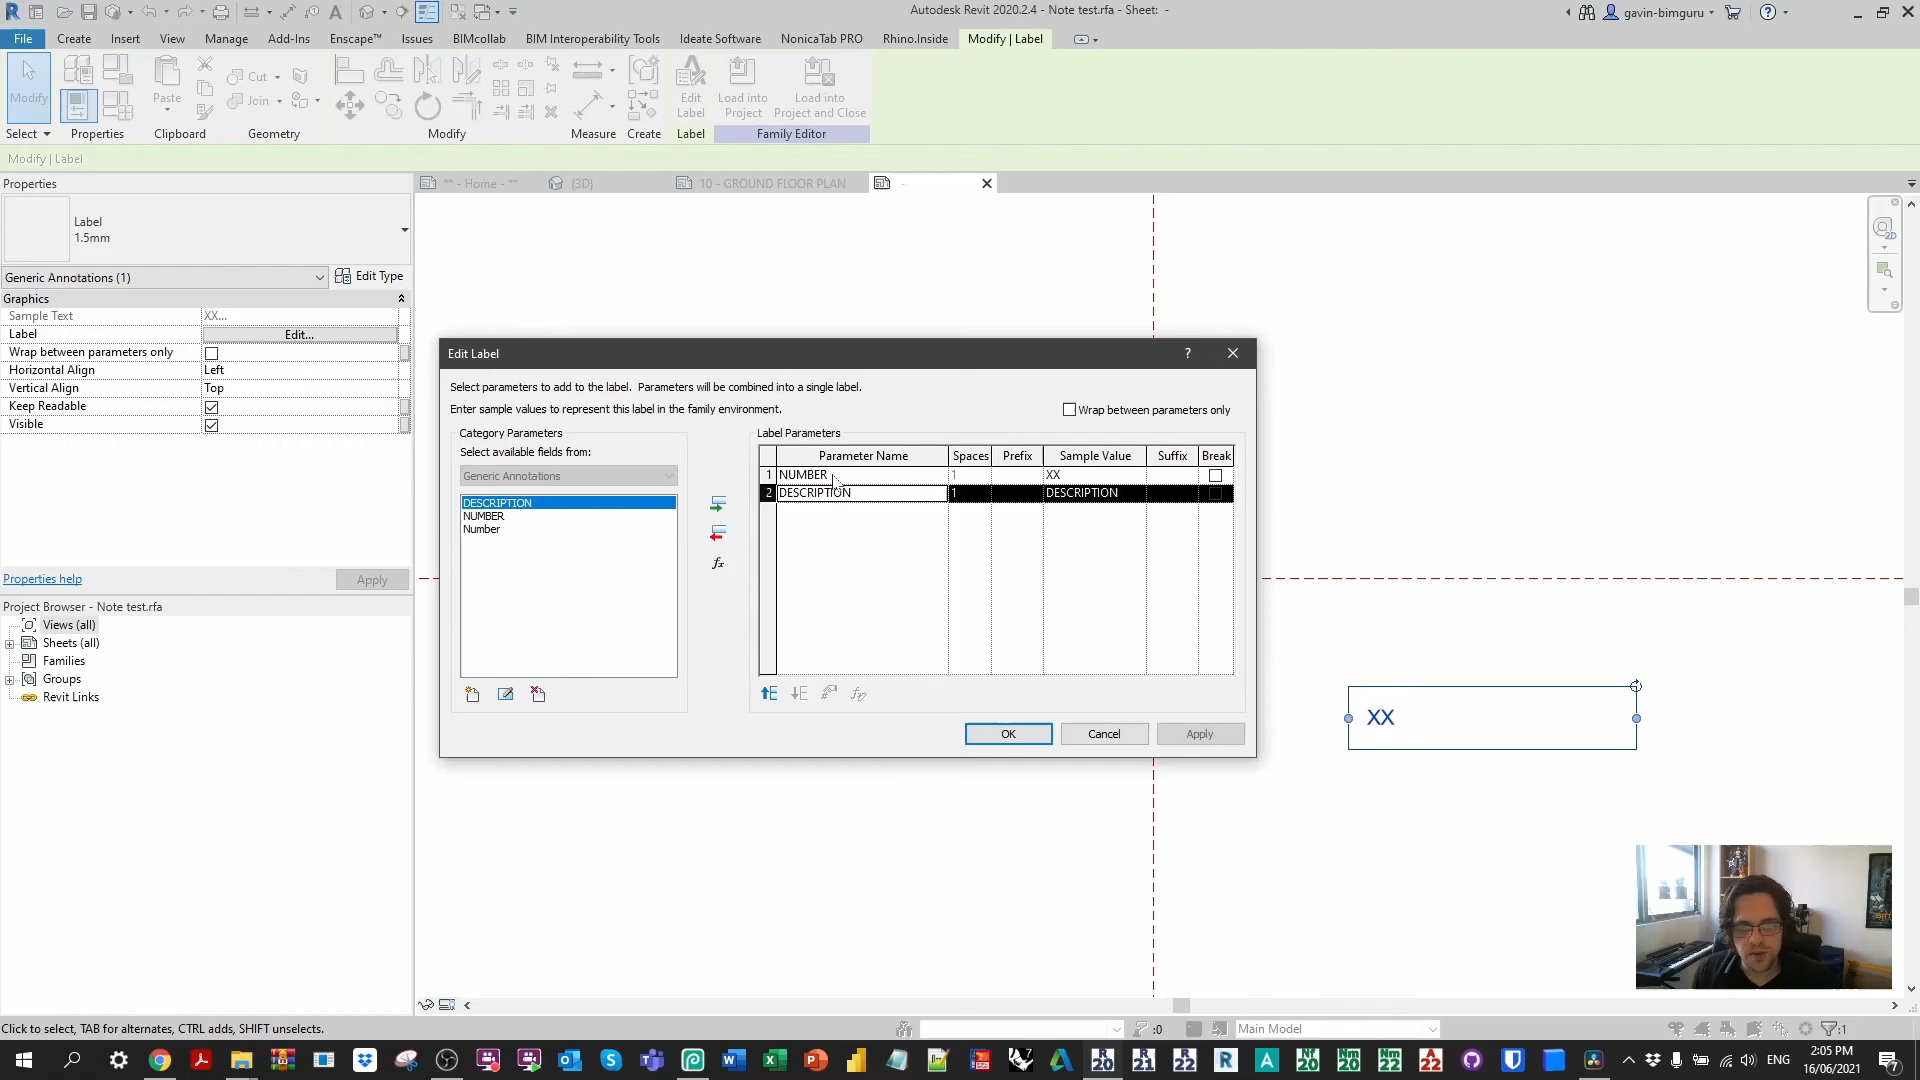 Autodesk Revit 2020.2.4 - Note test.rfa - Sheet: -
gavin-bimguru
File
Create
Insert
View
Manage
Add-Ins
Enscape™
Issues
BIMcollab
BIM Interoperability Tools
Ideate Software
NonicaTab PRO
Rhino.Inside
Modify | Label
Modify
Paste
Cut
Join
Edit
Label
Load into
Project
Load into
Project and Close
Select
Properties
Clipboard
Geometry
Modify
Measure
Create
Label
Family Editor
Modify | Label
Properties
** - Home - **
{3D}
10 - GROUND FLOOR PLAN
-
Label
1.5mm
Generic Annotations (1)
Edit Type
Graphics
Sample Text
XX...
Label
Edit...
Wrap between parameters only
Horizontal Align
Left
Vertical Align
Top
Keep Readable
Visible
Properties help
Apply
Project Browser - Note test.rfa
Views (all)
Sheets (all)
Families
Groups
Revit Links
Edit Label
?
Select parameters to add to the label. Parameters will be combined into a single label.
Enter sample values to represent this label in the family environment.
Wrap between parameters only
Category Parameters
Select available fields from:
Generic Annotations
DESCRIPTION
NUMBER
Number
fx
Label Parameters
Parameter Name Spaces Prefix Sample Value Suffix Break
1 NUMBER 1 XX
2 DESCRIPTION 1 DESCRIPTION
OK
Cancel
Apply
2D
XX
Click to select, TAB for alternates, CTRL adds, SHIFT unselects.
:0
Main Model
:1
ENG
2:05 PM
16/06/2021
7